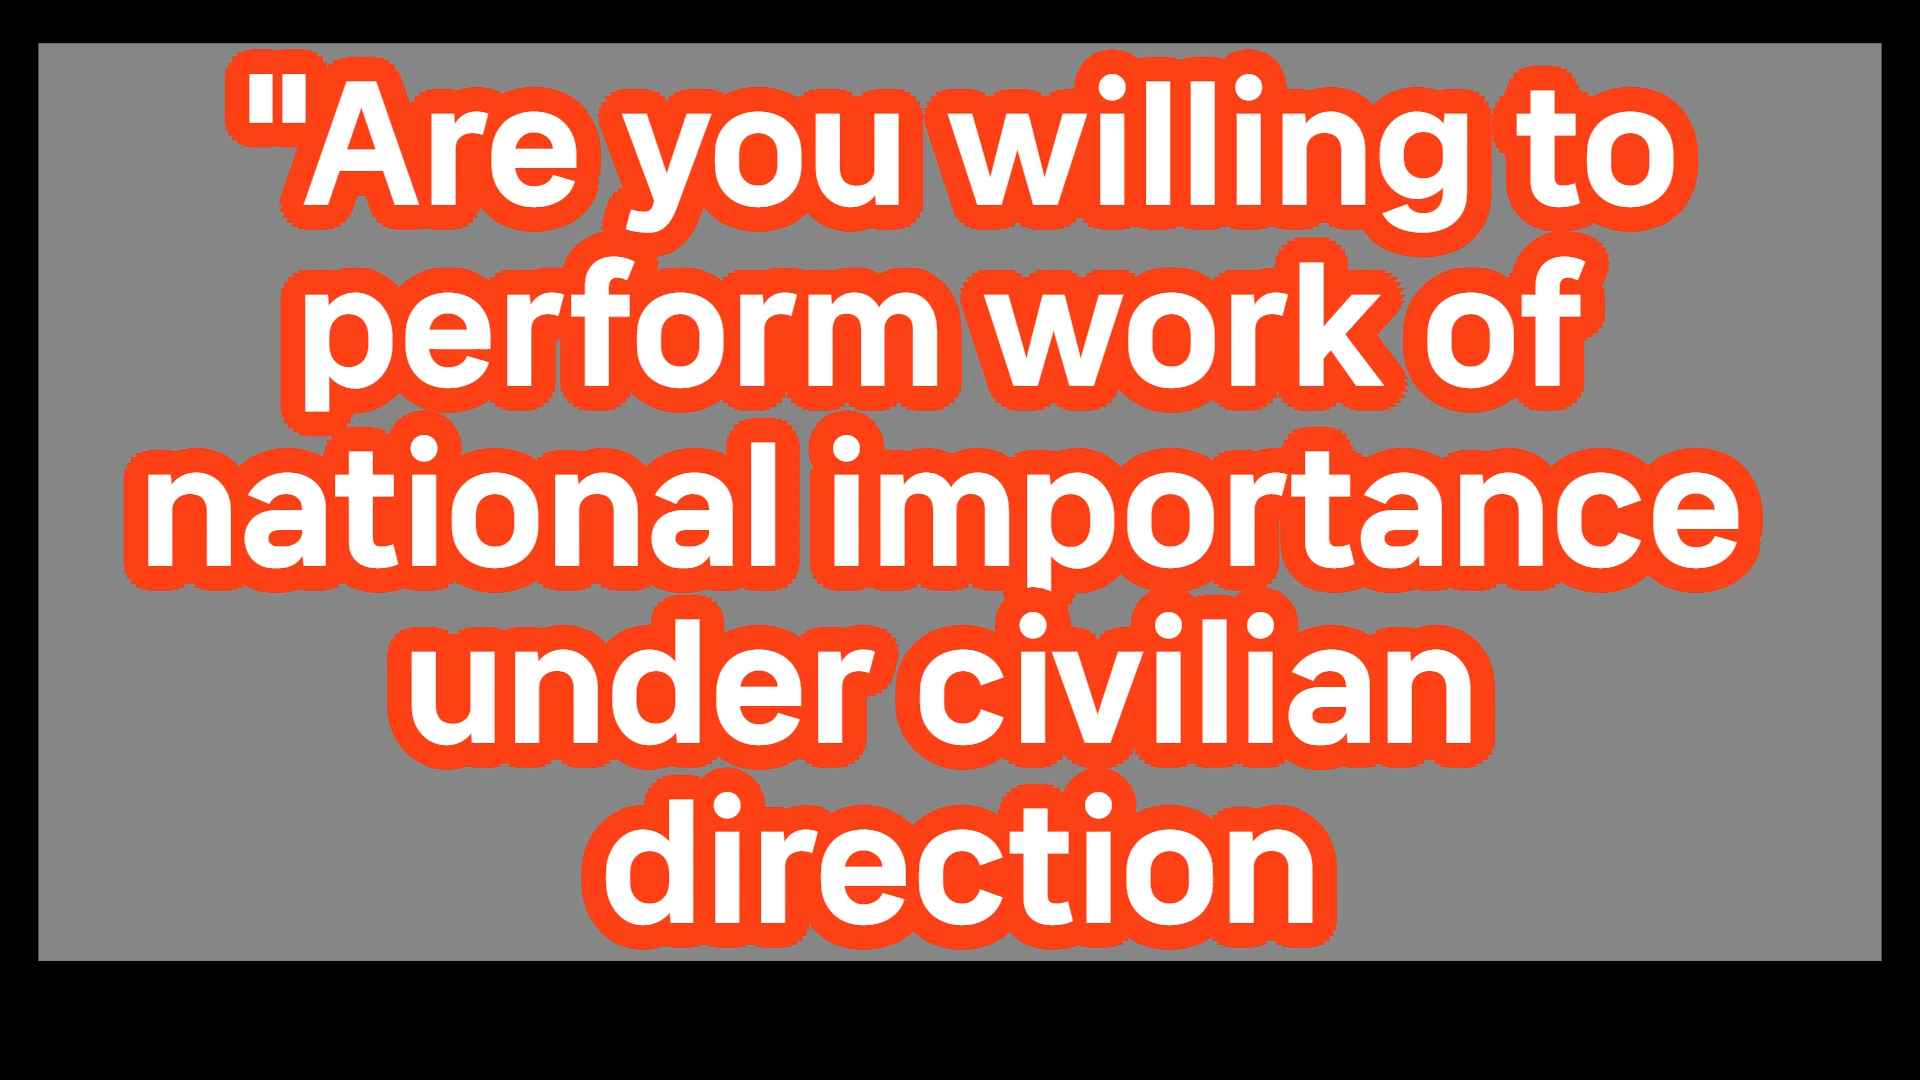 "Are you willing to
perform work of
national importance
under civilian
direction